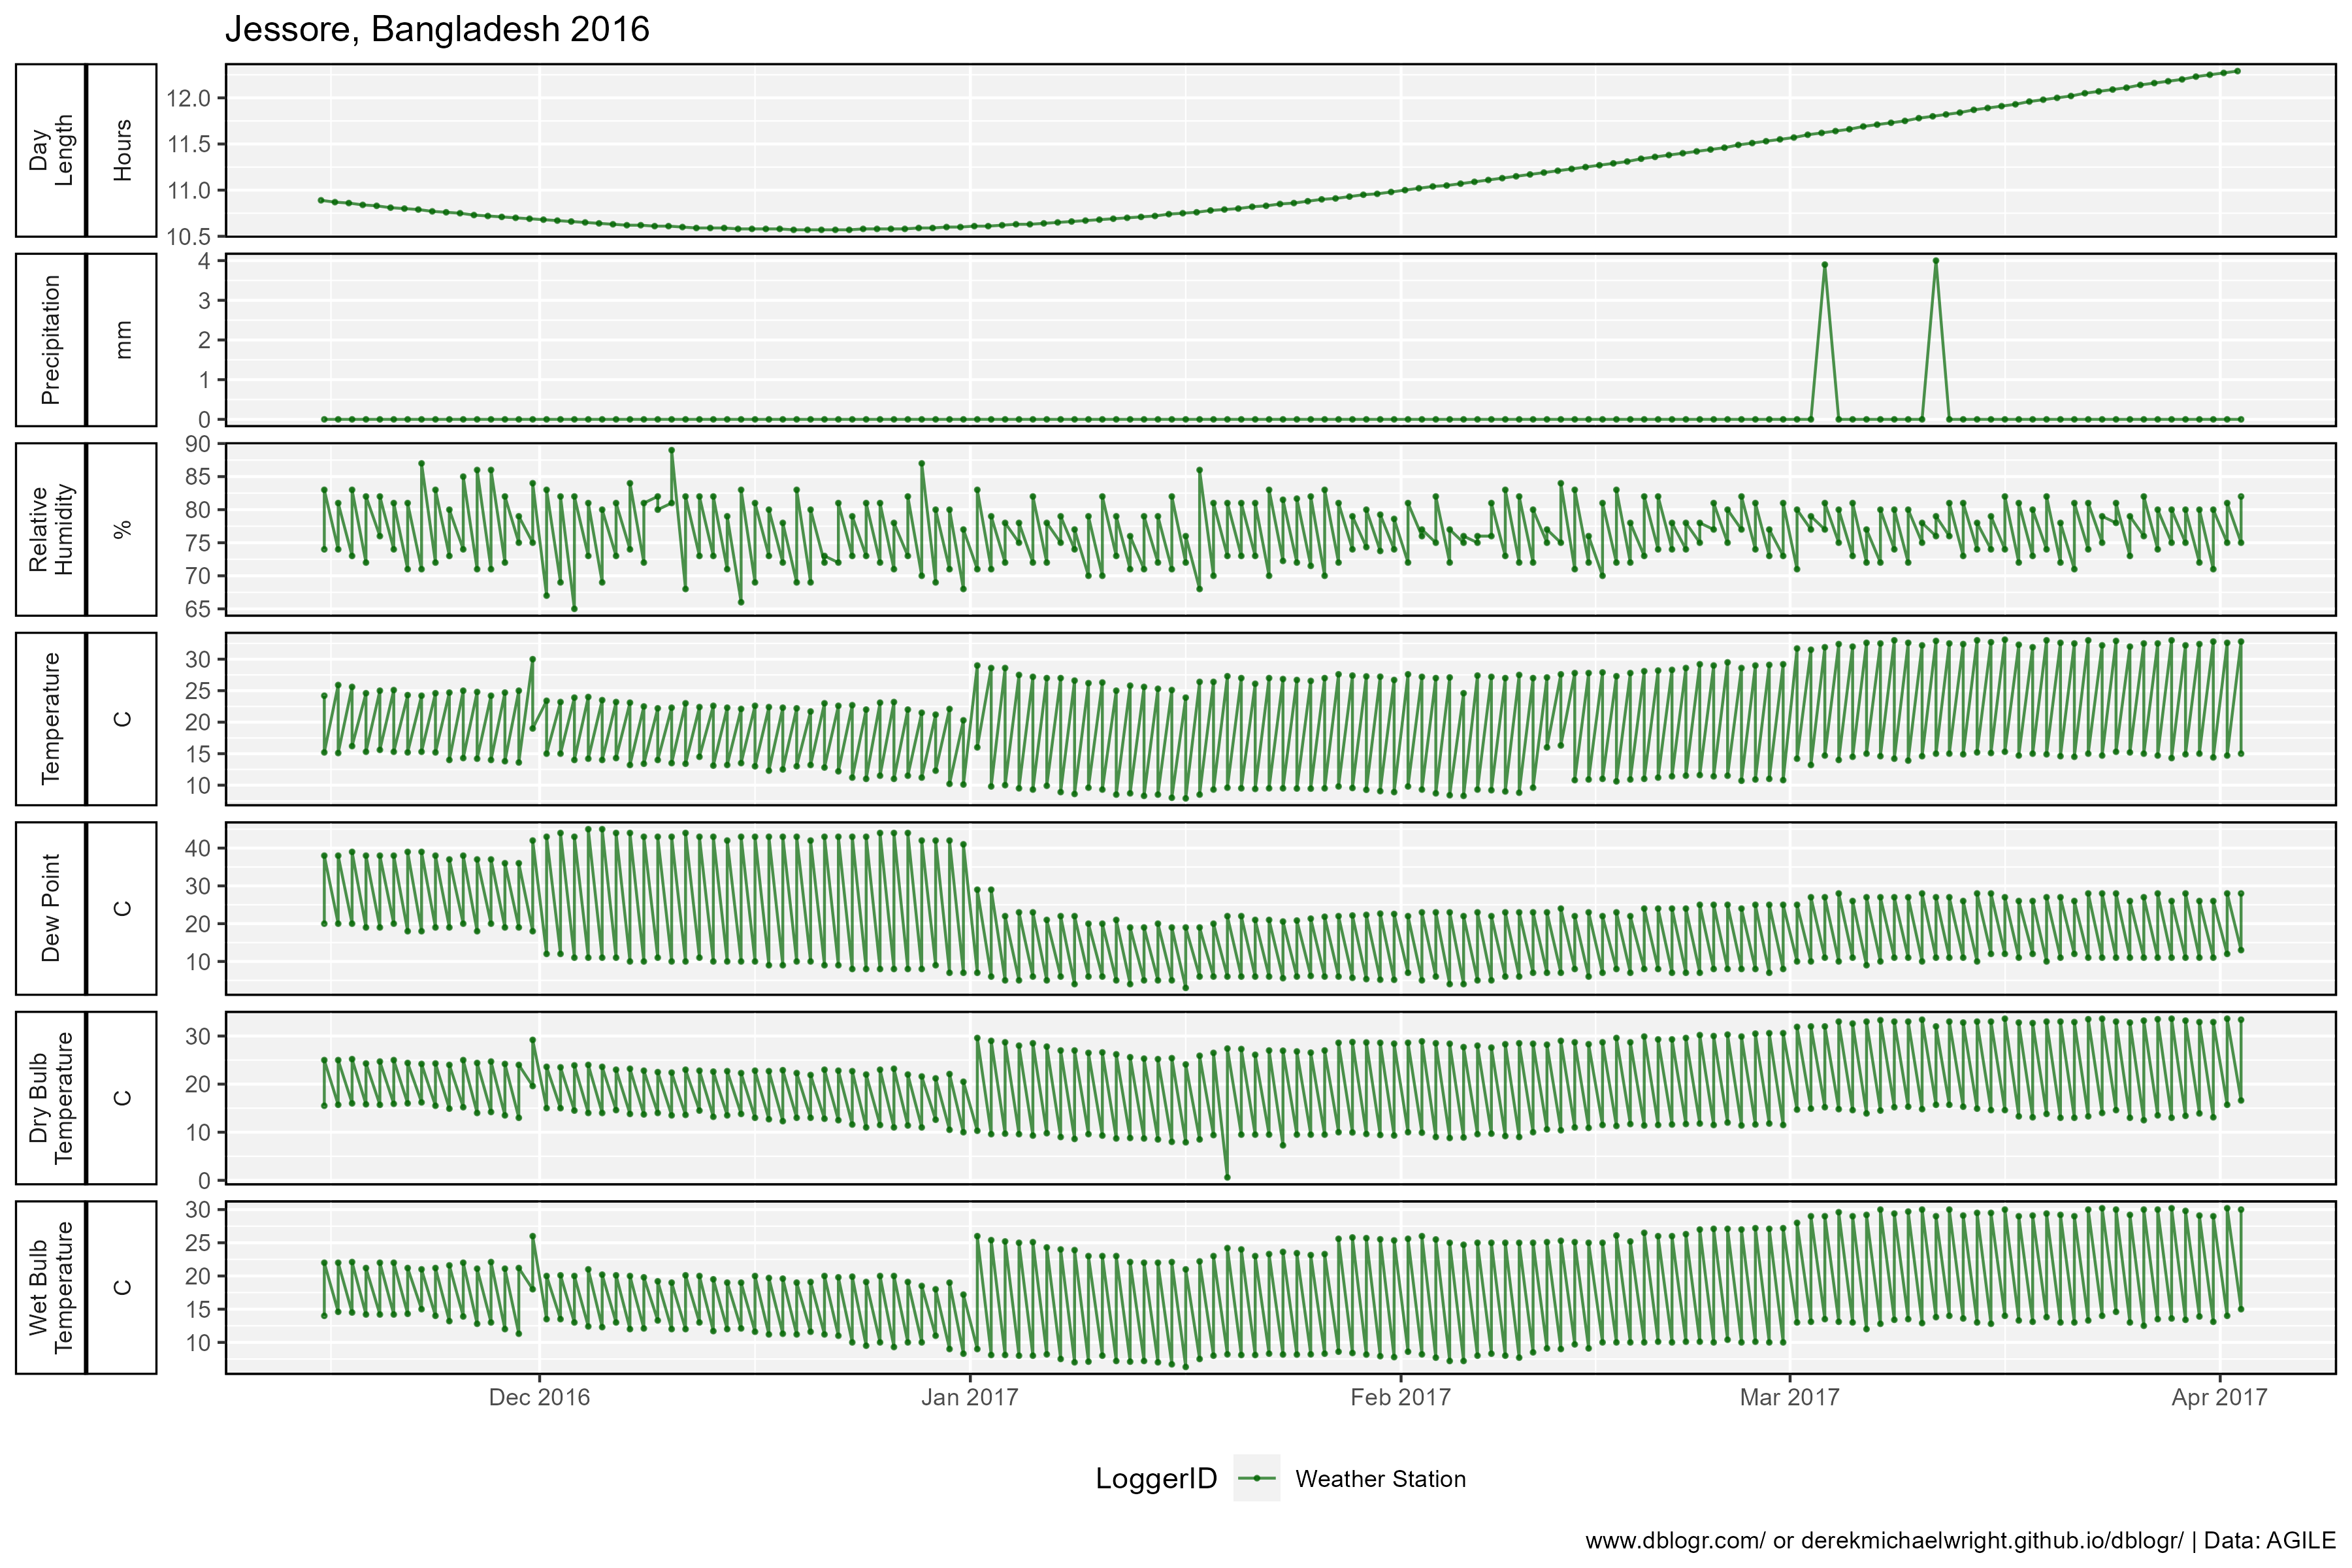 Jessore, Bangladesh 2016
Day
Length
Hours
12.0
11.5
11.0
10.5
Precipitation
mm
4
3
2
1
0
Relative
Humidity
%
90
85
80
75
70
65
Temperature
C
30
25
20
15
10
Dew Point
C
40
30
20
10
Dry Bulb
Temperature
C
30
20
10
0
Wet Bulb
Temperature
C
30
25
20
15
10
Dec 2016
Jan 2017
Feb 2017
Mar 2017
Apr 2017
LoggerID Weather Station
www.dblogr.com/ or derekmichaelwright.github.io/dblogr/ | Data: AGILE